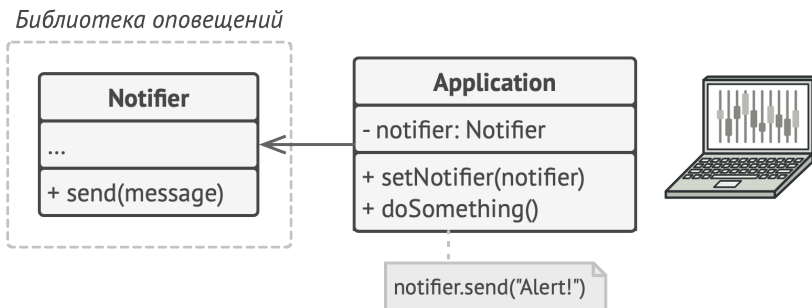 Библиотека оповещений
Notifier
...
+ send(message)
Application
- notifier: Notifier
+ setNotifier(notifier)
+ doSomething()
notifier.send("Alert!")